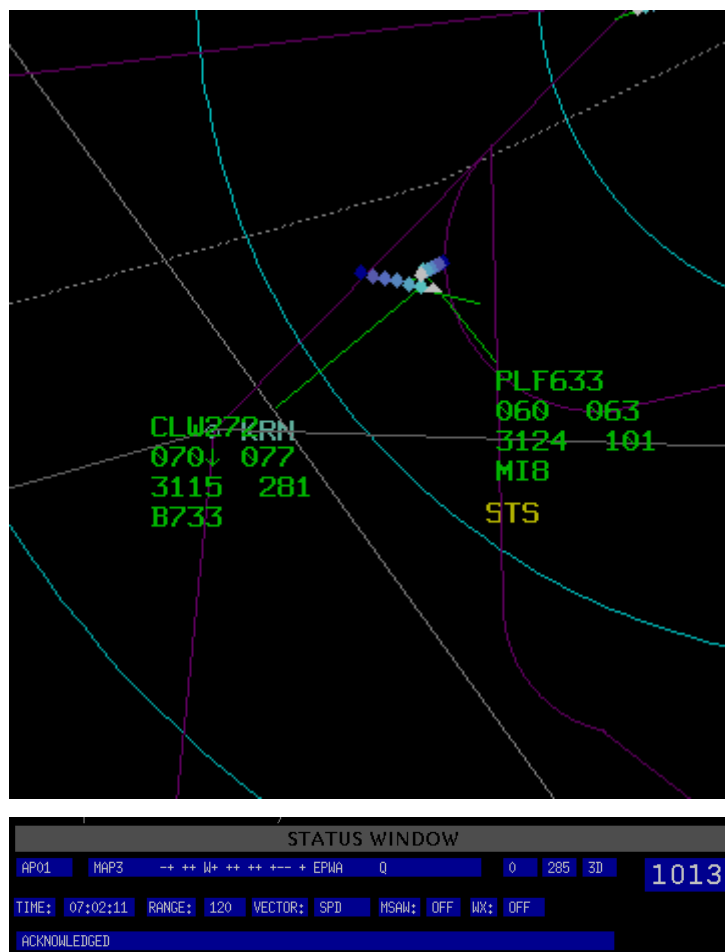 PLF633
060 063
3124 101
MI8
STS
CLW272 KRN
070↓ 077
3115 281
B733
STATUS WINDOW
AP01 MAP3 -+ ++ W+ ++ ++ +-- + EPWA Q 0 285 3D 1013
TIME: 07:02:11 RANGE: 120 VECTOR: SPD MSAW: OFF WX: OFF
ACKNOWLEDGED